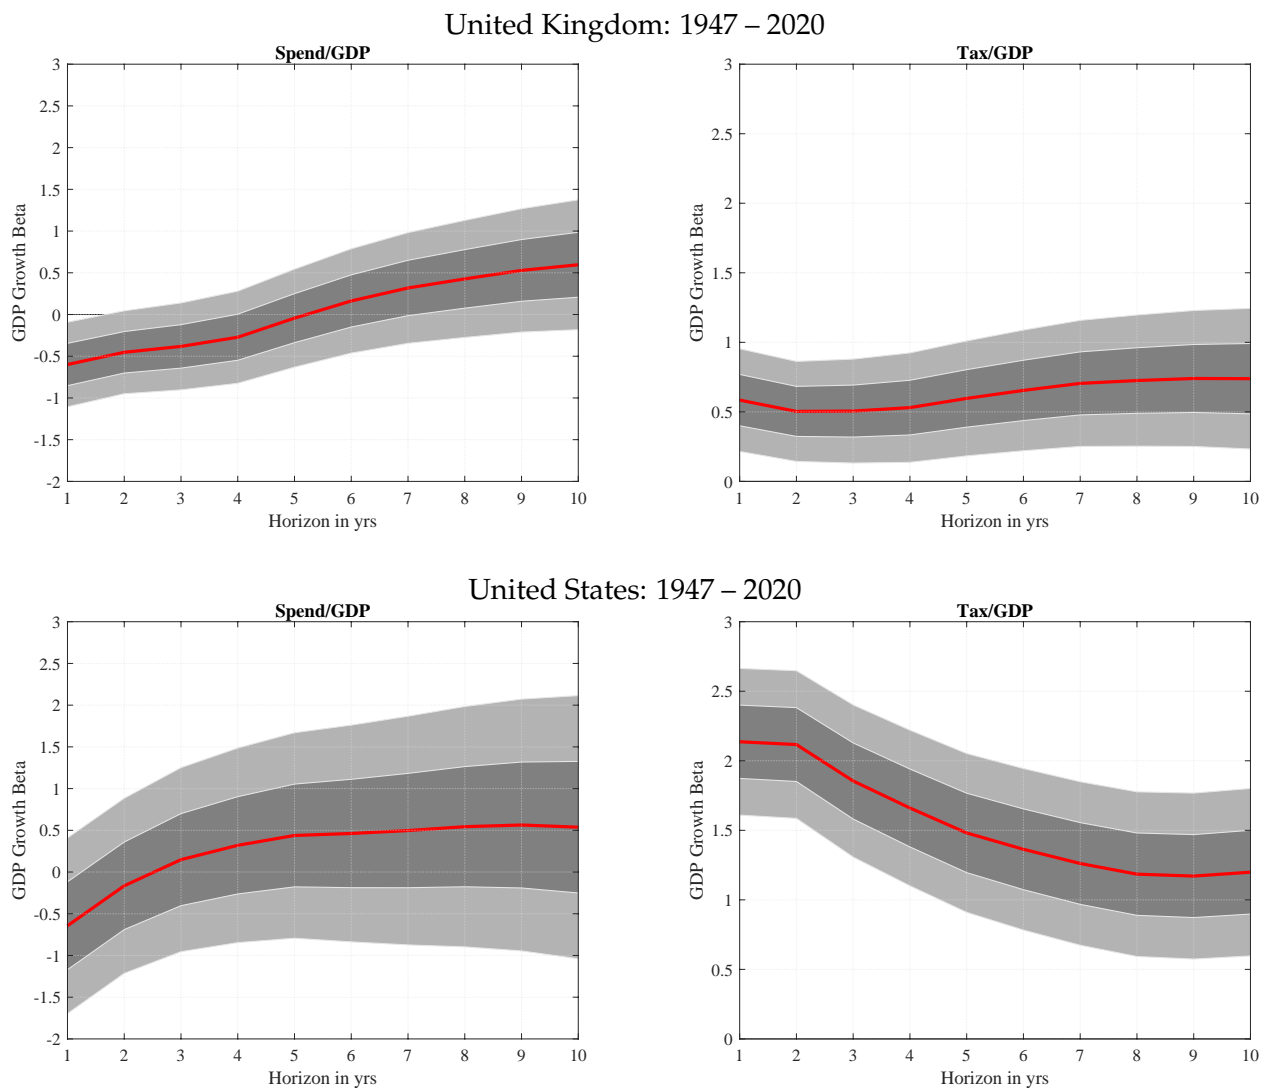 United Kingdom: 1947 – 2020
Spend/GDP
3
2.5
2
1.5
1
0.5
0
-0.5
-1
-1.5
-2
GDP Growth Beta
1 2 3 4 5 6 7 8 9 10
Horizon in yrs
Tax/GDP
3
2.5
2
1.5
1
0.5
0
GDP Growth Beta
1 2 3 4 5 6 7 8 9 10
Horizon in yrs
United States: 1947 – 2020
Spend/GDP
3
2.5
2
1.5
1
0.5
0
-0.5
-1
-1.5
-2
GDP Growth Beta
1 2 3 4 5 6 7 8 9 10
Horizon in yrs
Tax/GDP
3
2.5
2
1.5
1
0.5
0
GDP Growth Beta
1 2 3 4 5 6 7 8 9 10
Horizon in yrs